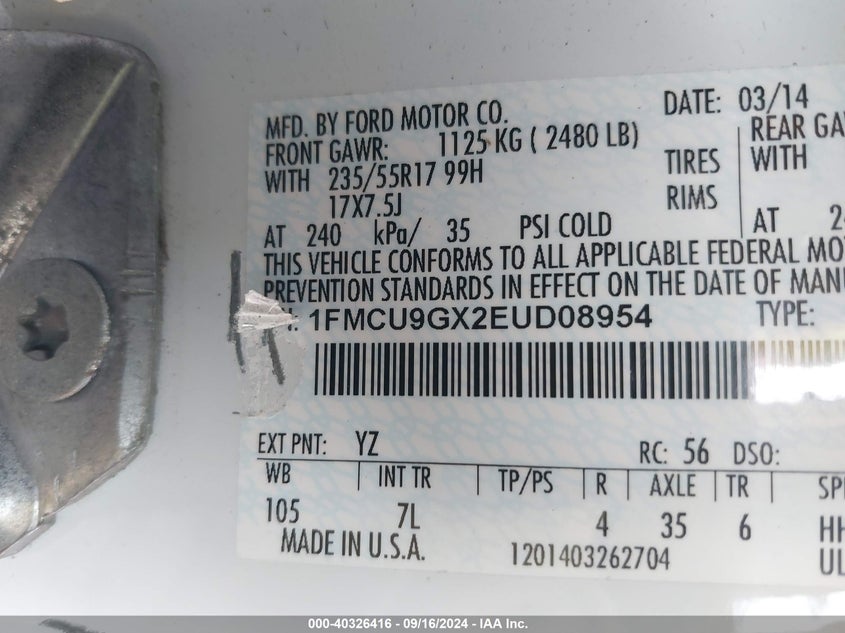 MFD. BY FORD MOTOR CO.
DATE: 03/14
FRONT GAWR: 1125 KG ( 2480 LB)
REAR
WITH 235/55R17 99H
TIRES
WITH
17X7.5J
RIMS
AT 240 kPa/ 35 PSI COLD
AT
THIS VEHICLE CONFORMS TO ALL APPLICABLE FEDERAL
PREVENTION STANDARDS IN EFFECT ON THE DATE OF
1FMCU9GX2EUD08954
TYPE:
EXT PNT: YZ
RC: 56 DSO:
WB INT TR TP/PS R AXLE TR
105 7L 4 35 6
MADE IN U.S.A.
1201403262704
000-40326416 - 09/16/2024 - IAA Inc.